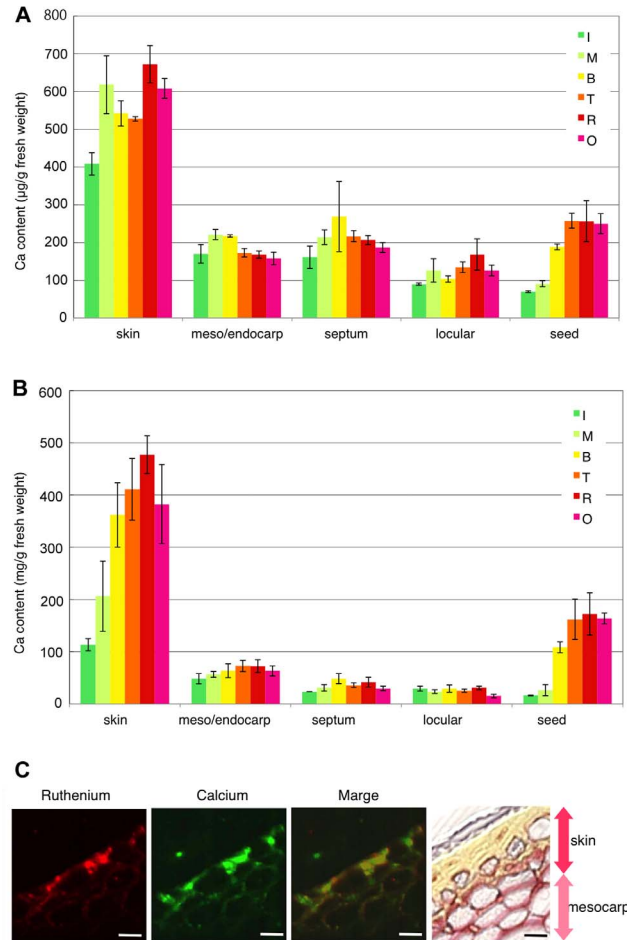 A
Ca content (µg/g fresh weight)
800
700
600
500
400
300
200
100
0
I
M
B
T
R
O
skin meso/endocarp septum locular seed
B
Ca content (mg/g fresh weight)
600
500
400
300
200
100
0
I
M
B
T
R
O
skin meso/endocarp septum locular seed
C
Ruthenium Calcium Marge
skin
mesocarp